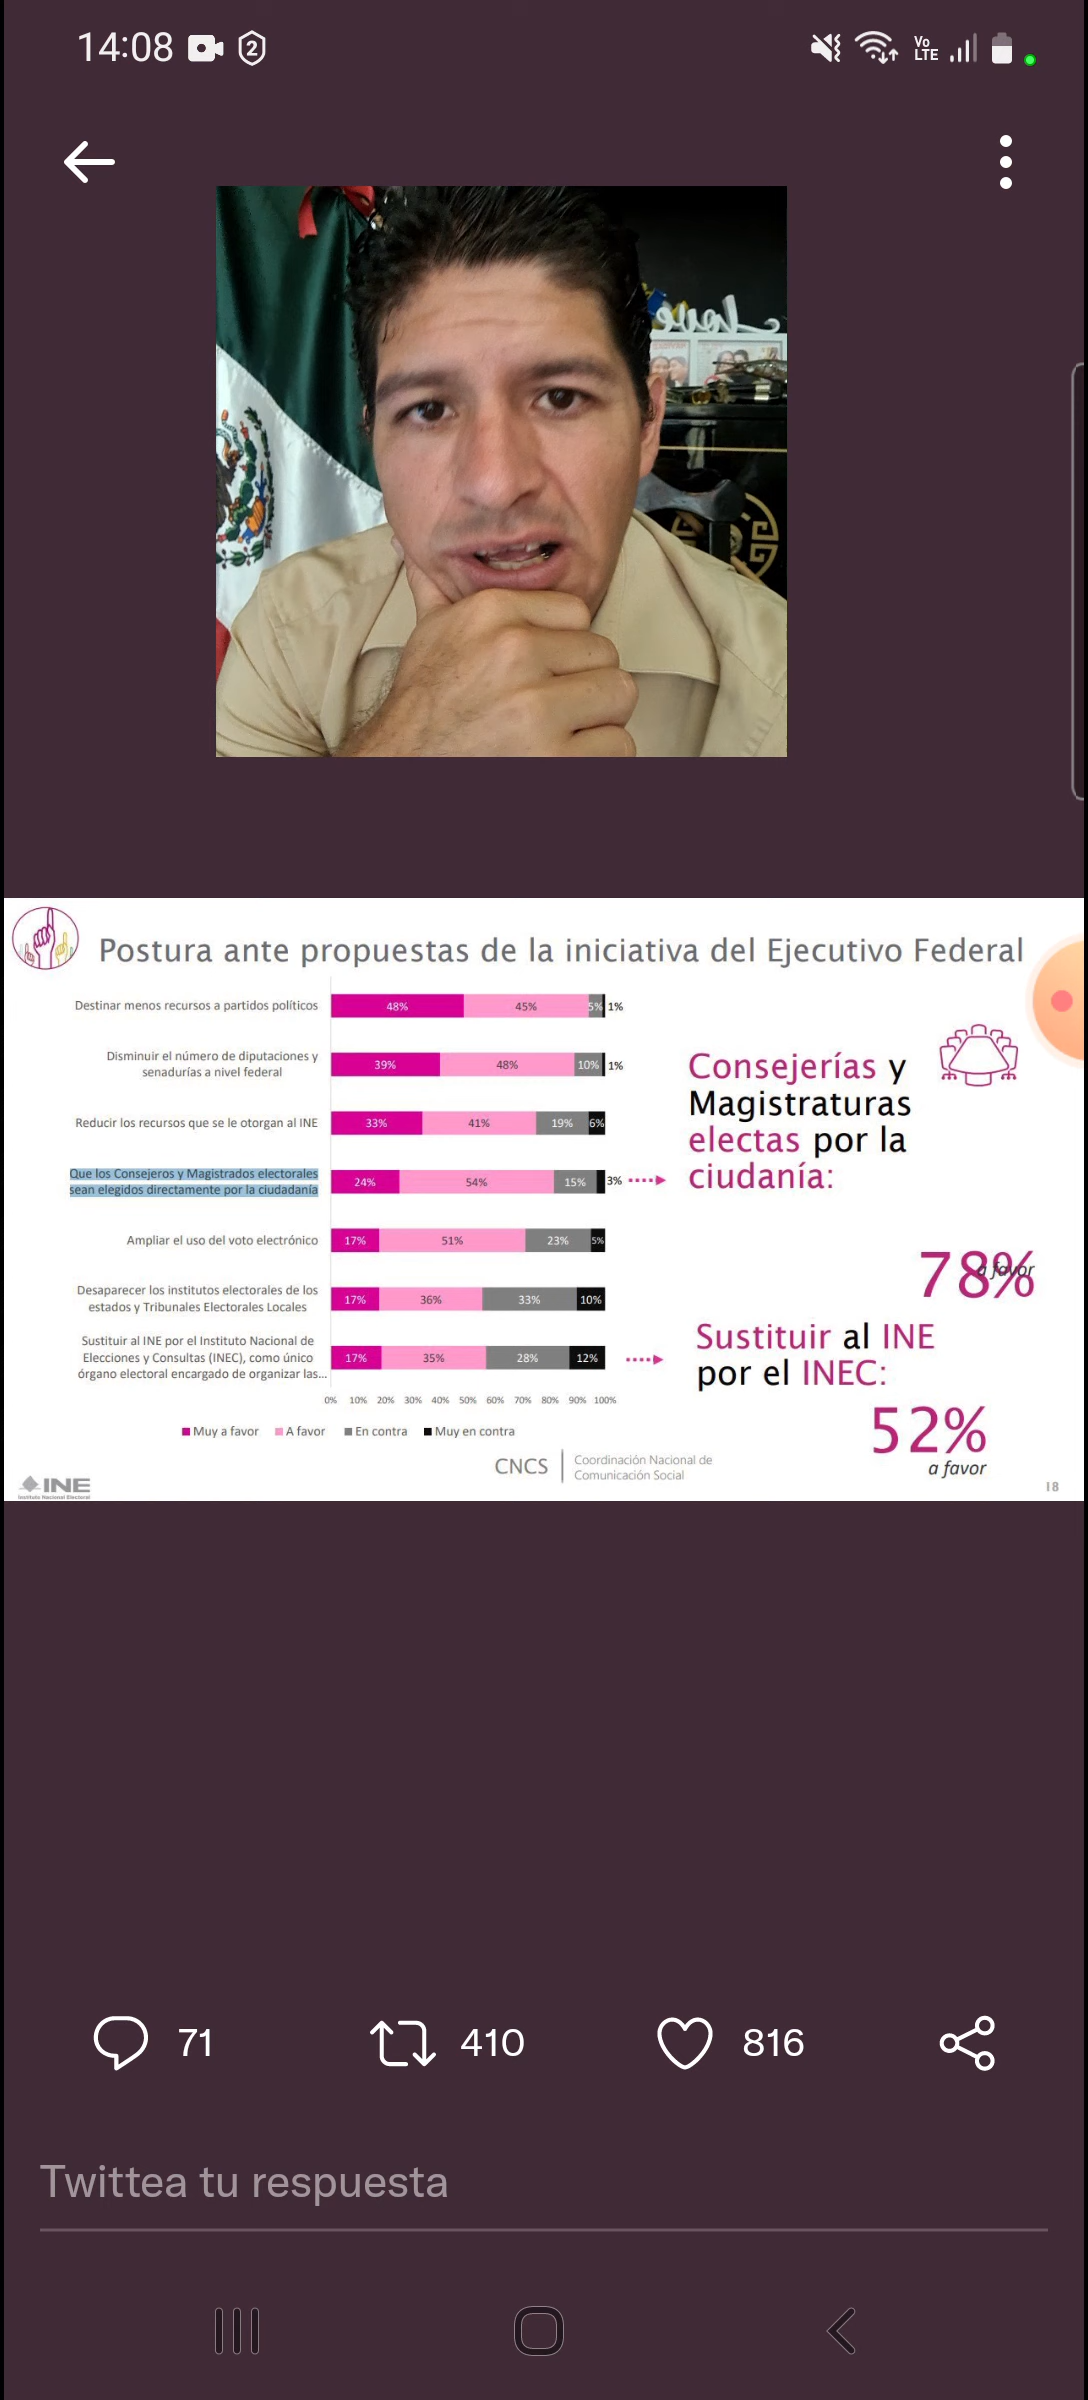 14:08
2
Vo
LTE
Postura ante propuestas de la iniciativa del Ejecutivo Federal
Destinar menos recursos a partidos políticos
48%
45%
5%
1%
Disminuir el número de diputaciones y
senadurías a nivel federal
39%
48%
10%
1%
Reducir los recursos que se le otorgan al INE
33%
41%
19%
6%
Que los Consejeros y Magistrados electorales
sean elegidos directamente por la ciudadanía
24%
54%
15%
3%
Ampliar el uso del voto electrónico
17%
51%
23%
5%
Desaparecer los institutos electorales de los
estados y Tribunales Electorales Locales
17%
36%
33%
10%
Sustituir al INE por el Instituto Nacional de
Elecciones y Consultas (INEC), como único
órgano electoral encargado de organizar las...
17%
35%
28%
12%
0% 10% 20% 30% 40% 50% 60% 70% 80% 90% 100%
Muy a favor A favor En contra Muy en contra
Consejerías y
Magistraturas
electas por la
ciudanía:
78%
a favor
Sustituir al INE
por el INEC:
52%
a favor
CNCS
Coordinación Nacional de
Comunicación Social
INE
Instituto Nacional Electoral
18
71
410
816
Twittea tu respuesta